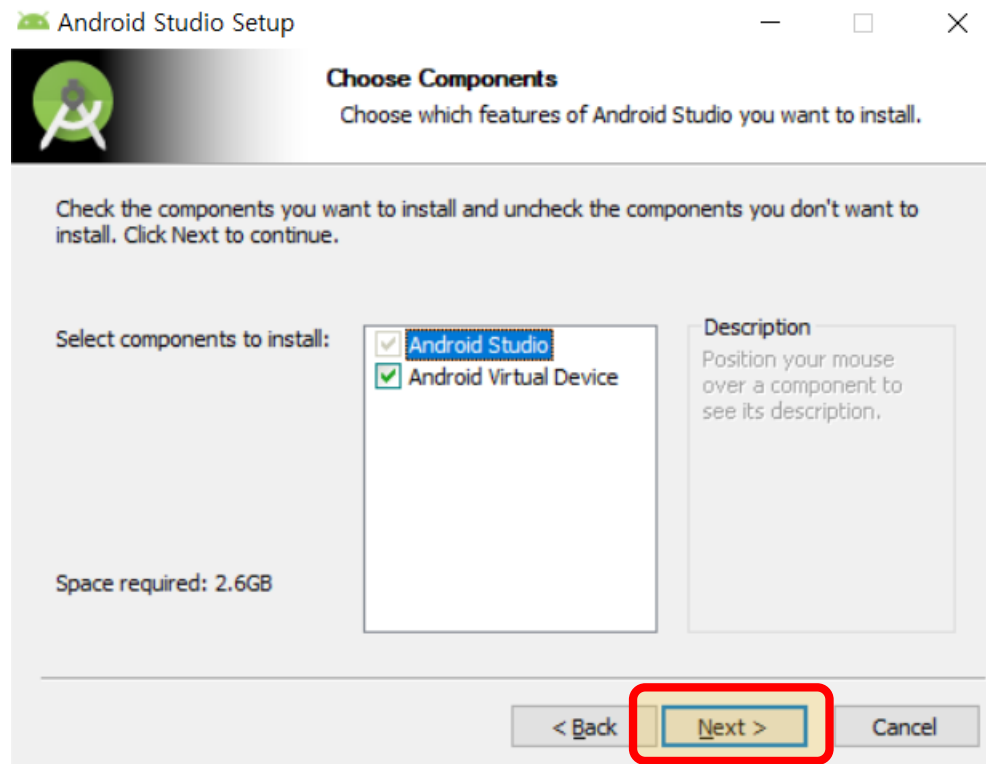 Android Studio Setup
Choose Components
Choose which features of Android Studio you want to install.
Check the components you want to install and uncheck the components you don't want to
install. Click Next to continue.
Select components to install:
Android Studio
Android Virtual Device
Description
Position your mouse
over a component to
see its description.
Space required: 2.6GB
< Back
Next >
Cancel